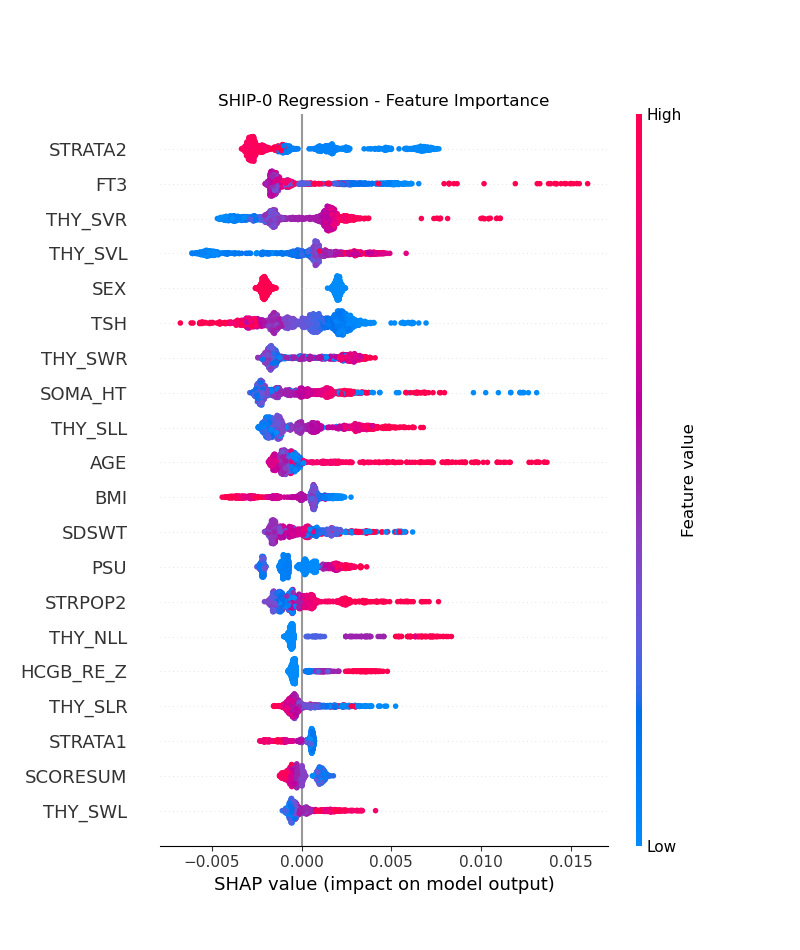 SHIP-0 Regression - Feature Importance
High
STRATA2
FT3
THY_SVR
THY_SVL
SEX
TSH
THY_SWR
SOMA_HT
THY_SLL
AGE
BMI
SDSWT
PSU
STRPOP2
THY_NLL
HCGB_RE_Z
THY_SLR
STRATA1
SCORESUM
THY_SWL
Feature value
Low
−0.005 0.000 0.005 0.010 0.015
SHAP value (impact on model output)